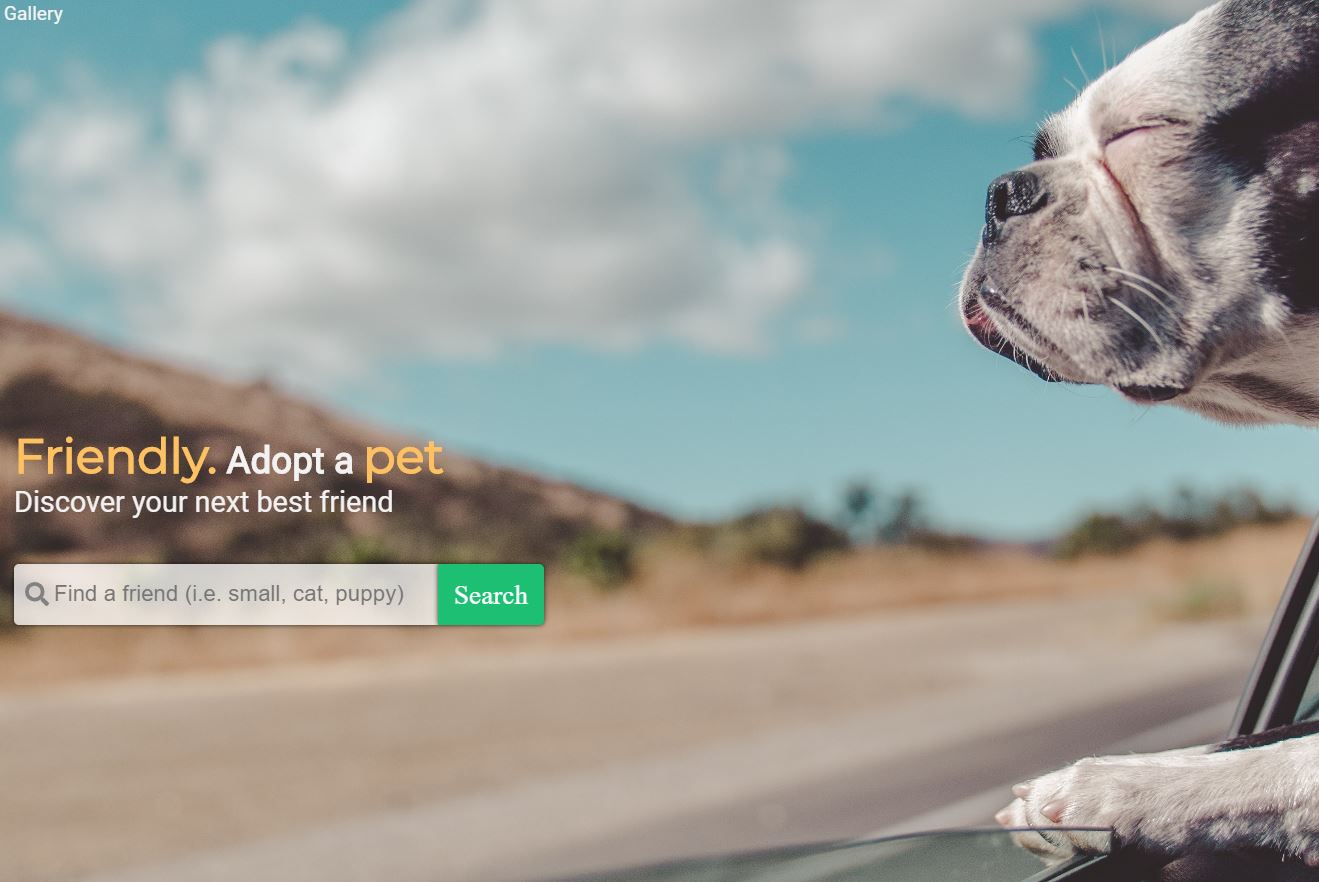 Gallery
Friendly. Adopt a pet
Discover your next best friend
Find a friend (i.e. small, cat, puppy)
Search